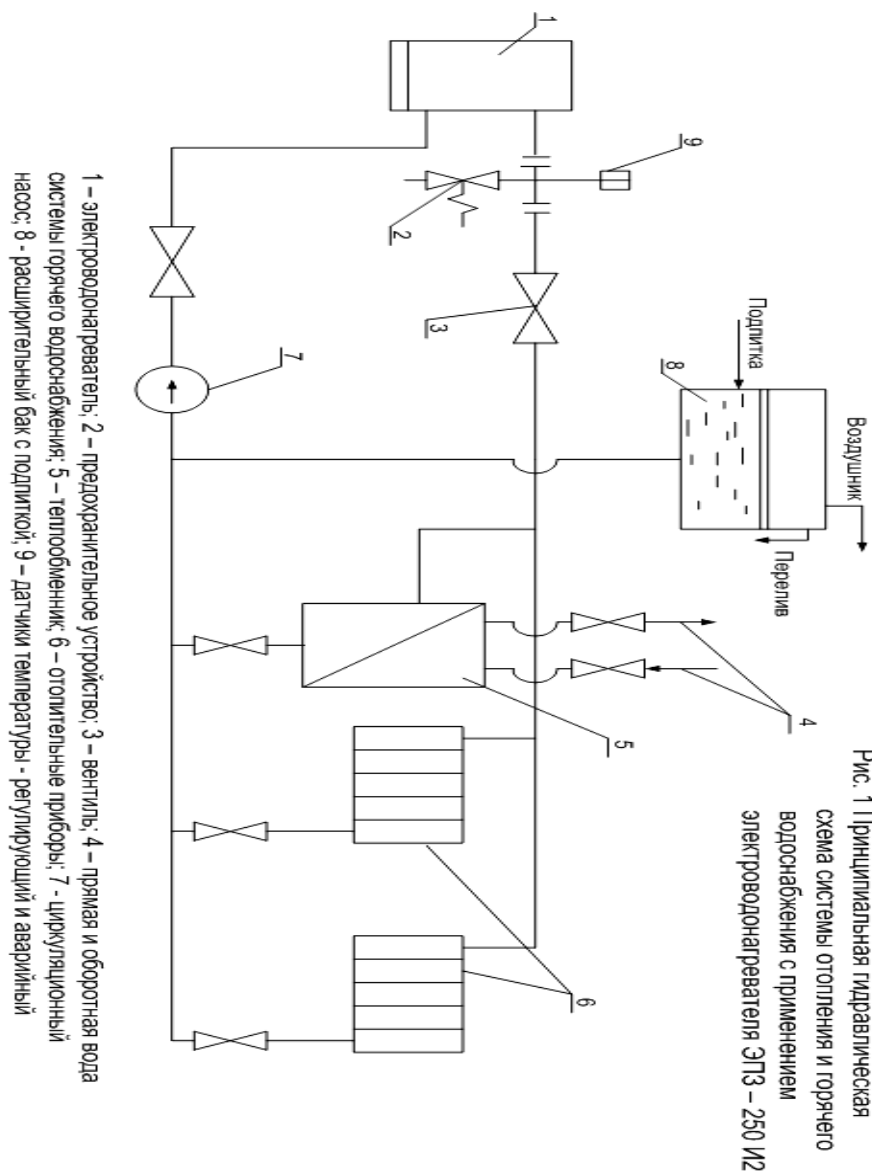 Рис. 1 Принципиальная гидравлическая
схема системы отопления и горячего
водоснабжения с применением
электроводонагревателя ЭПЗ – 250 И2
Воздушник
Подпитка
Перелив
1
9
2
3
8
7
4
5
6
1 – электроводонагреватель; 2 – предохранительное устройство; 3 – вентиль; 4 – прямая и оборотная вода
системы горячего водоснабжения; 5 – теплообменник; 6 – отопительные приборы; 7 - циркуляционный
насос; 8 - расширительный бак с подпиткой; 9 – датчики температуры - регулирующий и аварийный